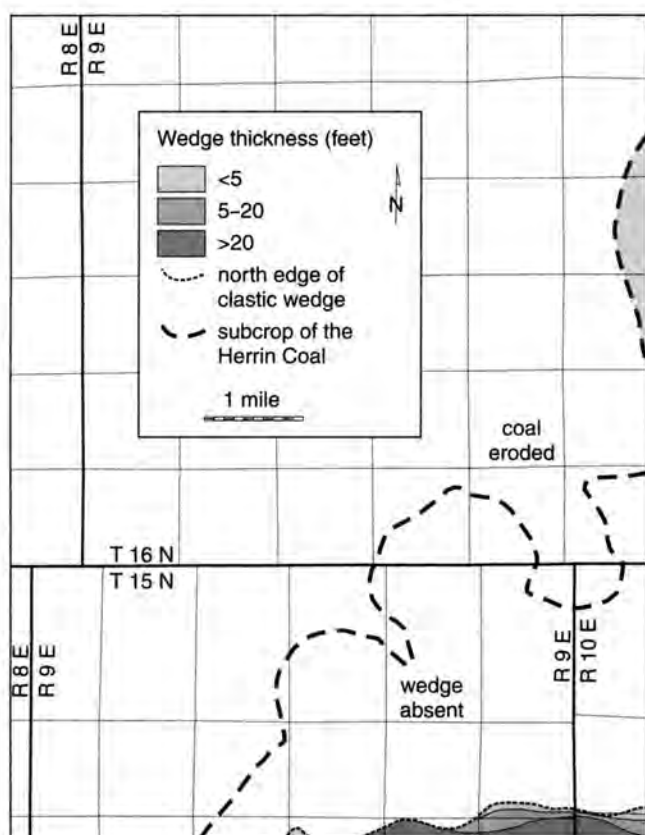 R 8 E
R 9 E
Wedge thickness (feet)
<5
5–20
>20
N
north edge of
clastic wedge
subcrop of the
Herrin Coal
1 mile
coal
eroded
T 16 N
T 15 N
R 8 E
R 9 E
R 9 E
R 10 E
wedge
absent